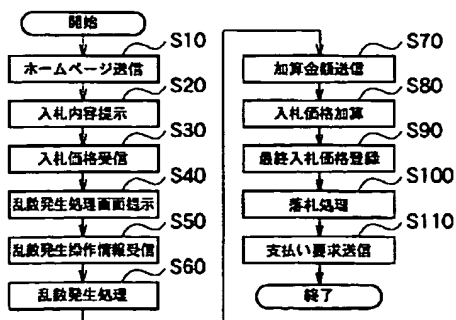 開始
S10
ホームページ送信
S20
入札内容提示
S30
入札価格受信
S40
乱数発生処理画面提示
S50
乱数発生操作情報受信
S60
乱数発生処理
S70
加算金額送信
S80
入札価格加算
S90
最終入札価格登録
S100
落札処理
S110
支払い要求送信
終了